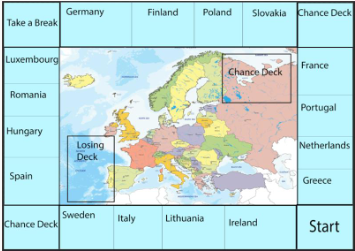 Take a Break
Germany
Finland
Poland
Slovakia
Chance Deck
Luxembourg
Romania
Hungary
Spain
Chance Deck
Losing
Deck
France
Portugal
Netherlands
Greece
Chance Deck
Sweden
Italy
Lithuania
Ireland
Start